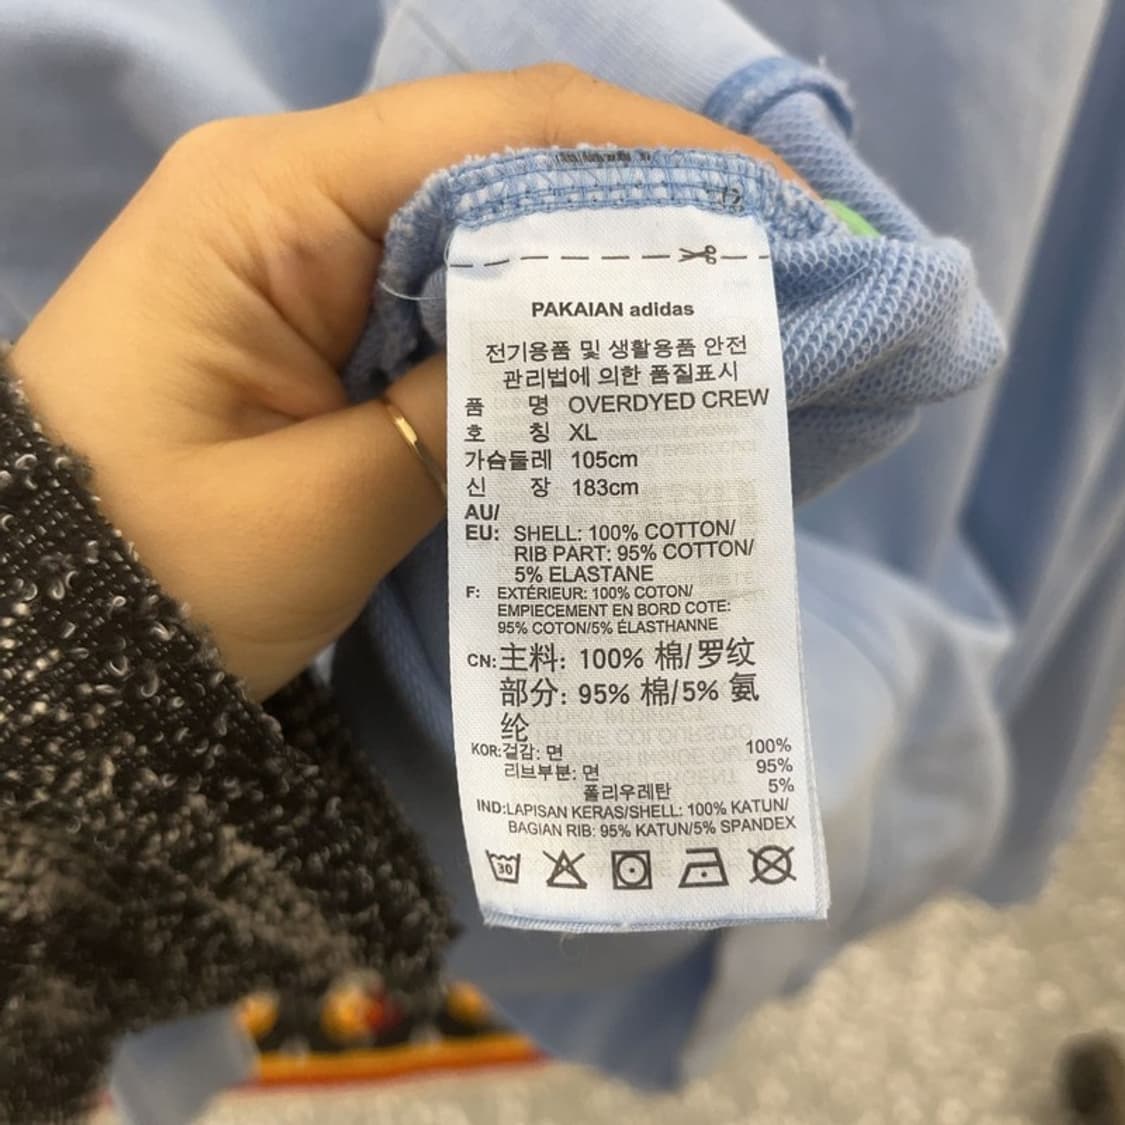 PAKAIAN adidas
전기용품 및 생활용품 안전
관리법에 의한 품질표시
품 명 OVERDYED CREW
호 칭 XL
가슴둘레 105cm
신 장 183cm
AU/
EU: SHELL: 100% COTTON/
RIB PART: 95% COTTON/
5% ELASTANE
F: EXTÉRIEUR: 100% COTON/
EMPIECEMENT EN BORD COTE:
95% COTON/5% ÉLASTHANNE
CN: 主料: 100% 棉/罗纹
部分: 95% 棉/5% 氨
纶
KOR: 겉감: 면 100%
리브부분: 면 95%
폴리우레탄 5%
IND: LAPISAN KERAS/SHELL: 100% KATUN/
BAGIAN RIB: 95% KATUN/5% SPANDEX
30